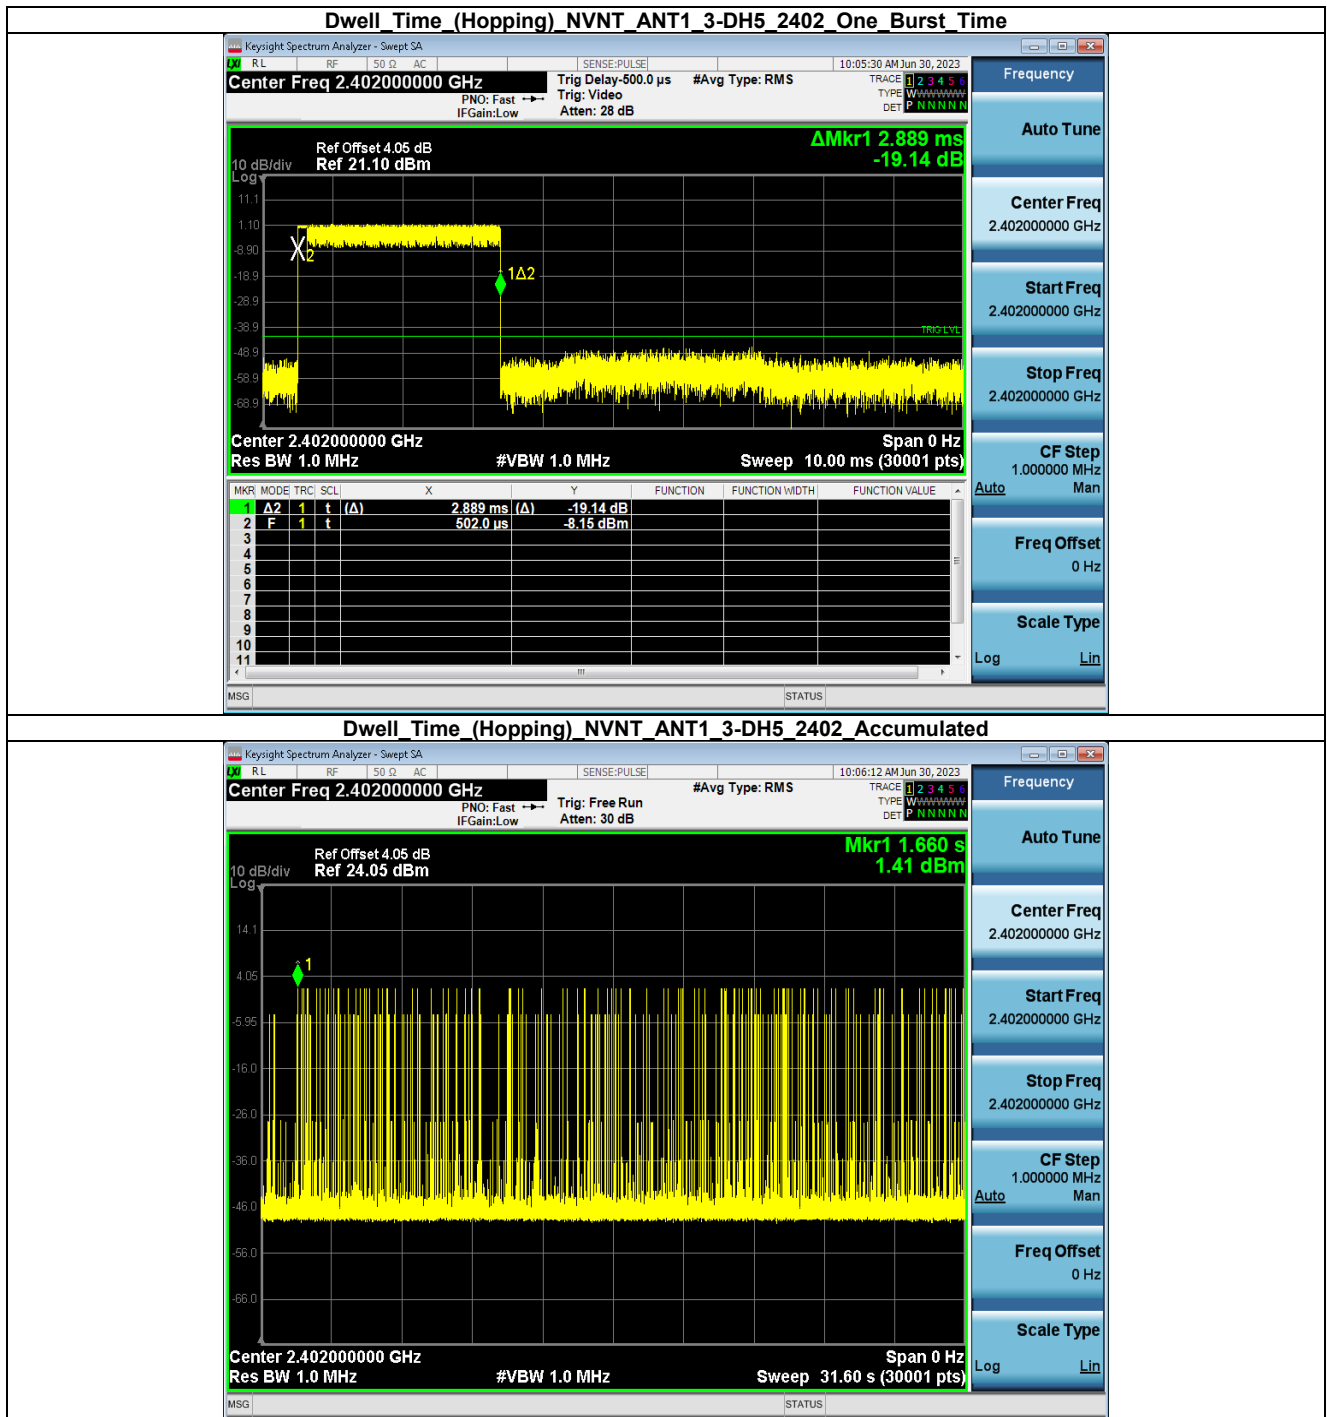 Dwell_Time_(Hopping)_NVNT_ANT1_3-DH5_2402_One_Burst_Time
Keysight Spectrum Analyzer - Swept SA
LXI RL RF 50 Ω AC SENSE:PULSE 10:05:30 AM Jun 30, 2023
Center Freq 2.402000000 GHz
PNO: Fast
IFGain:Low
Trig Delay-500.0 µs
Trig: Video
Atten: 28 dB
#Avg Type: RMS
TRACE 1 2 3 4 5 6
TYPE W
DET P N N N N N
Frequency
Auto Tune
Center Freq
2.402000000 GHz
Start Freq
2.402000000 GHz
Stop Freq
2.402000000 GHz
CF Step
1.000000 MHz
Auto Man
Freq Offset
0 Hz
Scale Type
Log Lin
ΔMkr1 2.889 ms
-19.14 dB
Ref Offset 4.05 dB
10 dB/div Ref 21.10 dBm
Log
11.1
1.10
-8.90
-18.9
-28.9
-38.9
-48.9
-58.9
-68.9
2
1Δ2
TRIG LVL
Center 2.402000000 GHz Span 0 Hz
Res BW 1.0 MHz #VBW 1.0 MHz Sweep 10.00 ms (30001 pts)
MKR MODE TRC SCL X Y FUNCTION FUNCTION WIDTH FUNCTION VALUE
1 Δ2 1 t (Δ) 2.889 ms (Δ) -19.14 dB
2 F 1 t 502.0 µs -8.15 dBm
3
4
5
6
7
8
9
10
11
MSG STATUS
Dwell_Time_(Hopping)_NVNT_ANT1_3-DH5_2402_Accumulated
Keysight Spectrum Analyzer - Swept SA
LXI RL RF 50 Ω AC SENSE:PULSE 10:06:12 AM Jun 30, 2023
Center Freq 2.402000000 GHz
PNO: Fast
IFGain:Low
Trig: Free Run
Atten: 30 dB
#Avg Type: RMS
TRACE 1 2 3 4 5 6
TYPE W
DET P N N N N N
Frequency
Auto Tune
Center Freq
2.402000000 GHz
Start Freq
2.402000000 GHz
Stop Freq
2.402000000 GHz
CF Step
1.000000 MHz
Auto Man
Freq Offset
0 Hz
Scale Type
Log Lin
Mkr1 1.660 s
1.41 dBm
Ref Offset 4.05 dB
10 dB/div Ref 24.05 dBm
Log
14.1
4.05
-5.95
-16.0
-26.0
-36.0
-46.0
-56.0
-66.0
1
Center 2.402000000 GHz Span 0 Hz
Res BW 1.0 MHz #VBW 1.0 MHz Sweep 31.60 s (30001 pts)
MSG STATUS